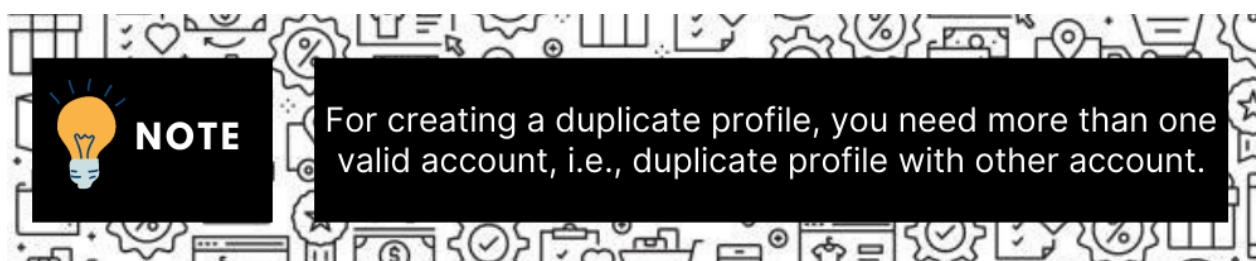 NOTE
For creating a duplicate profile, you need more than one
valid account, i.e., duplicate profile with other account.